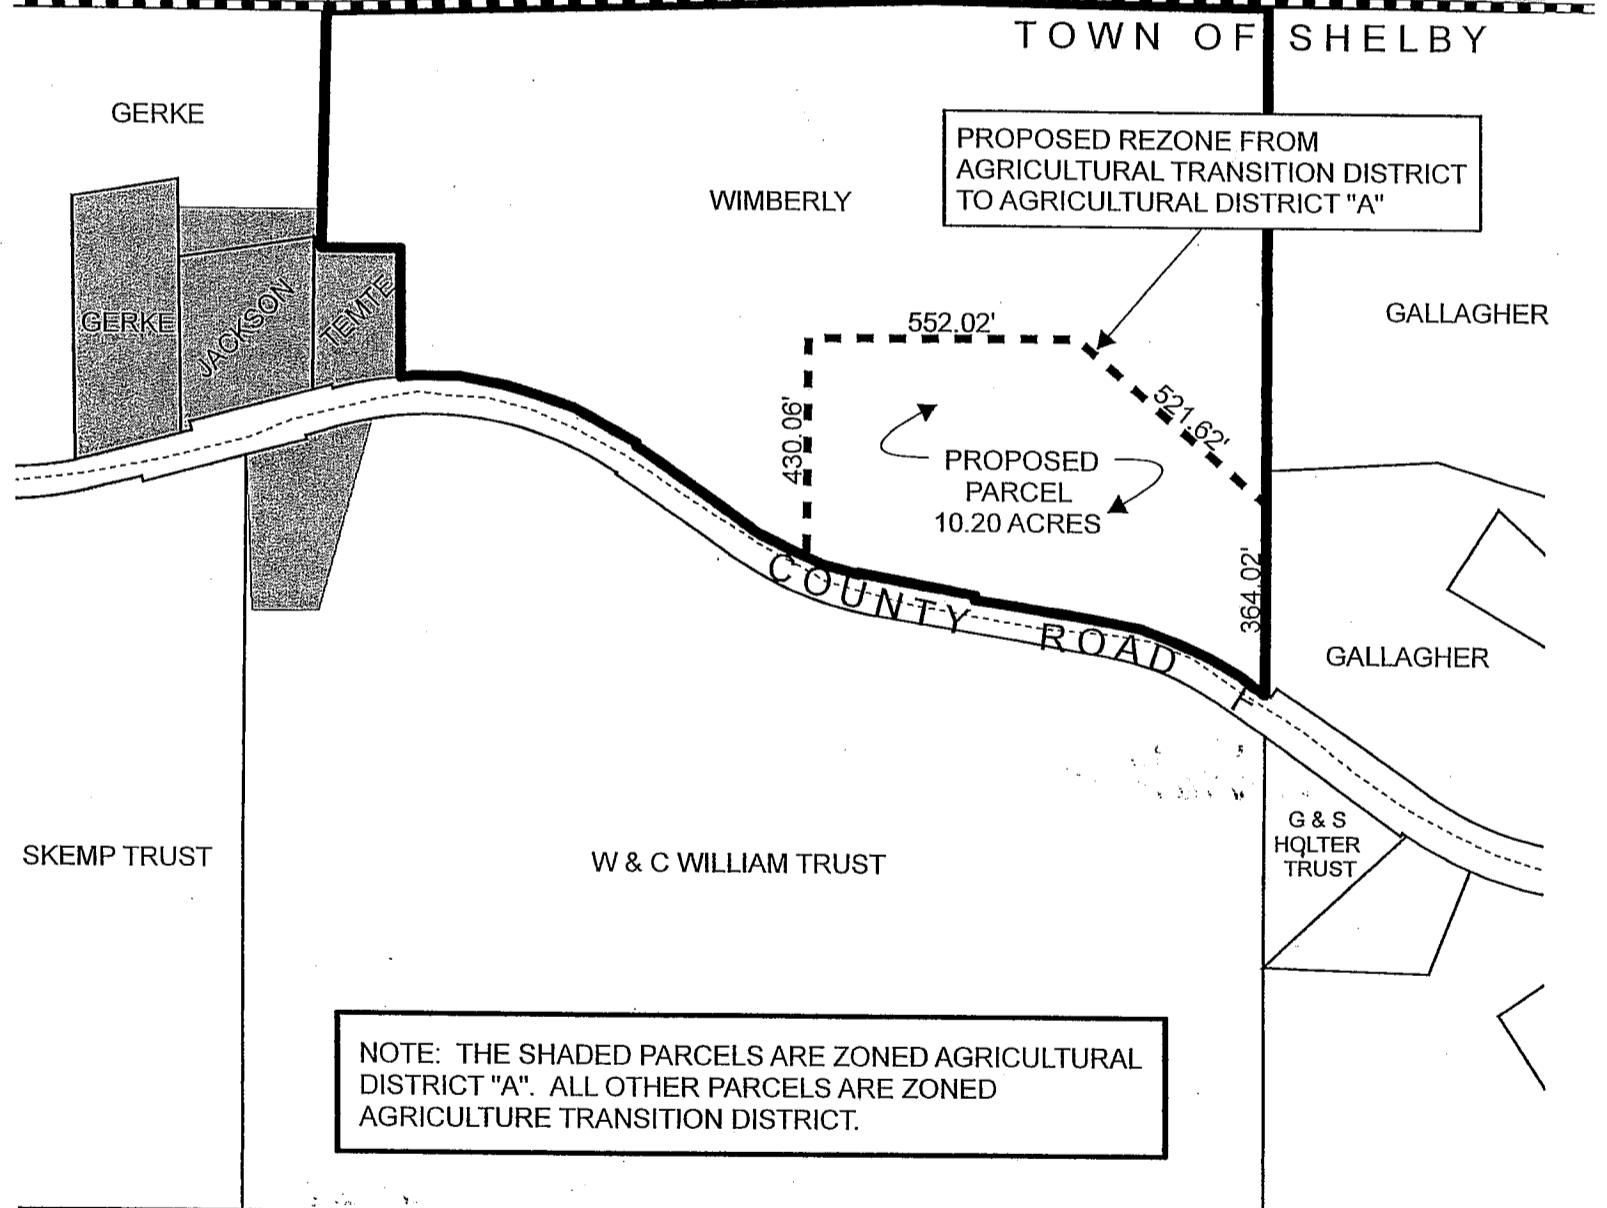 TOWN OF SHELBY
GERKE
PROPOSED REZONE FROM
AGRICULTURAL TRANSITION DISTRICT
TO AGRICULTURAL DISTRICT "A"
WIMBERLY
GERKE
JACKSON
TEMTE
GALLAGHER
552.02'
521.62'
430.06'
PROPOSED
PARCEL
10.20 ACRES
364.02'
COUNTY ROAD F
GALLAGHER
SKEMP TRUST
W & C WILLIAM TRUST
G & S
HOLTER
TRUST
NOTE: THE SHADED PARCELS ARE ZONED AGRICULTURAL
DISTRICT "A". ALL OTHER PARCELS ARE ZONED
AGRICULTURE TRANSITION DISTRICT.